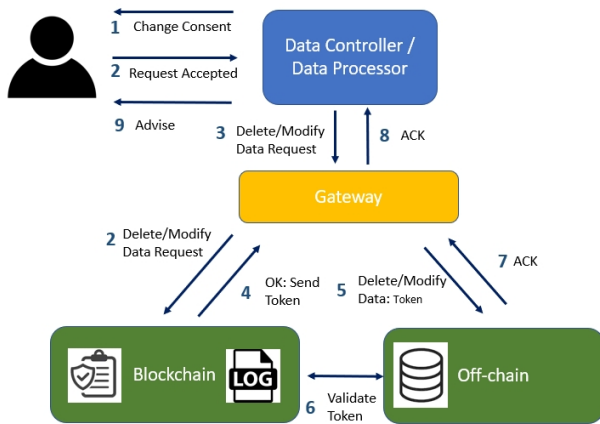 1 Change Consent
2 Request Accepted
9 Advise
Data Controller /
Data Processor
3 Delete/Modify
Data Request
8 ACK
Gateway
2 Delete/Modify
Data Request
4 OK: Send
Token
5 Delete/Modify
Data: Token
7 ACK
Blockchain
LOG
Off-chain
6 Validate
Token